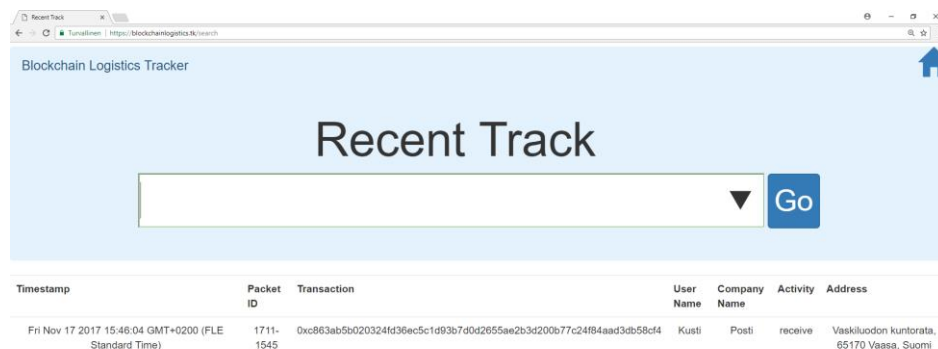 Recent Track
Turvallinen | https://blockchainlogistics.tk/search
Blockchain Logistics Tracker
Recent Track
Go
Timestamp Packet ID Transaction User Name Company Name Activity Address
Fri Nov 17 2017 15:46:04 GMT+0200 (FLE Standard Time) 1711-1545 0xc863ab5b020324fd36ec5c1d93b7d0d2655ae2b3d200b77c24f84aad3db58cf4 Kusti Posti receive Vaskiluodon kuntorata, 65170 Vaasa, Suomi